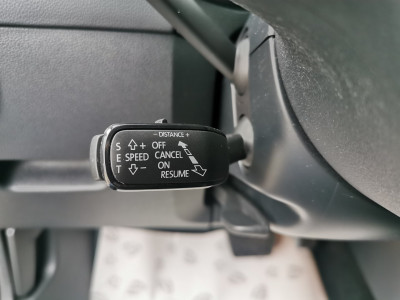 - DISTANCE +
S ⇧ + OFF
E SPEED CANCEL
T ⇩ - ON
RESUME